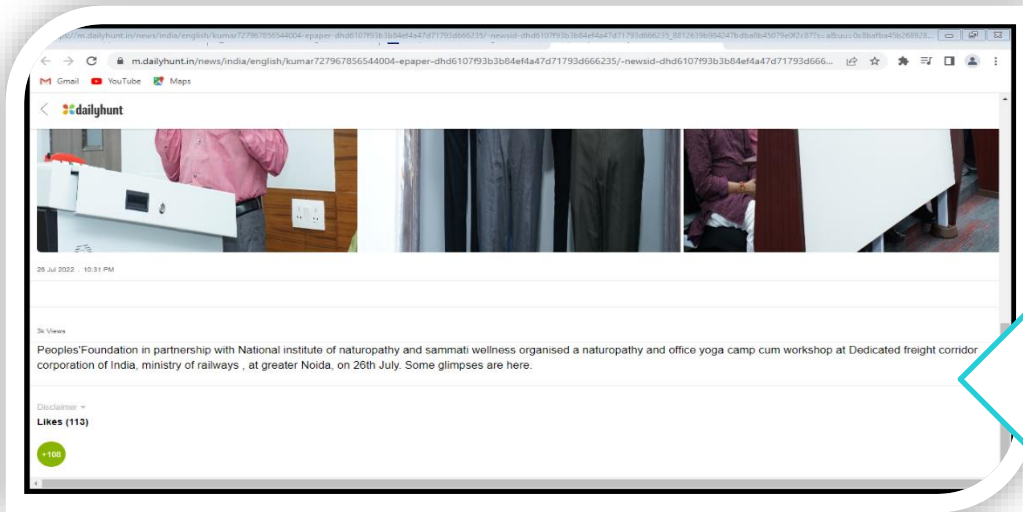 m.dailyhunt.in/news/india/english/kumar727967856544004-epaper-dhd6107f93b3b84ef4a47d71793d666235/-newsid-dhd6107f93b3b84ef4a47d71793d666...
Gmail YouTube Maps
dailyhunt
26 Jul 2022 . 10:31 PM
3k Views
Peoples'Foundation in partnership with National institute of naturopathy and sammati wellness organised a naturopathy and office yoga camp cum workshop at Dedicated freight corridor
corporation of India, ministry of railways , at greater Noida, on 26th July. Some glimpses are here.
Disclaimer
Likes (113)
+108